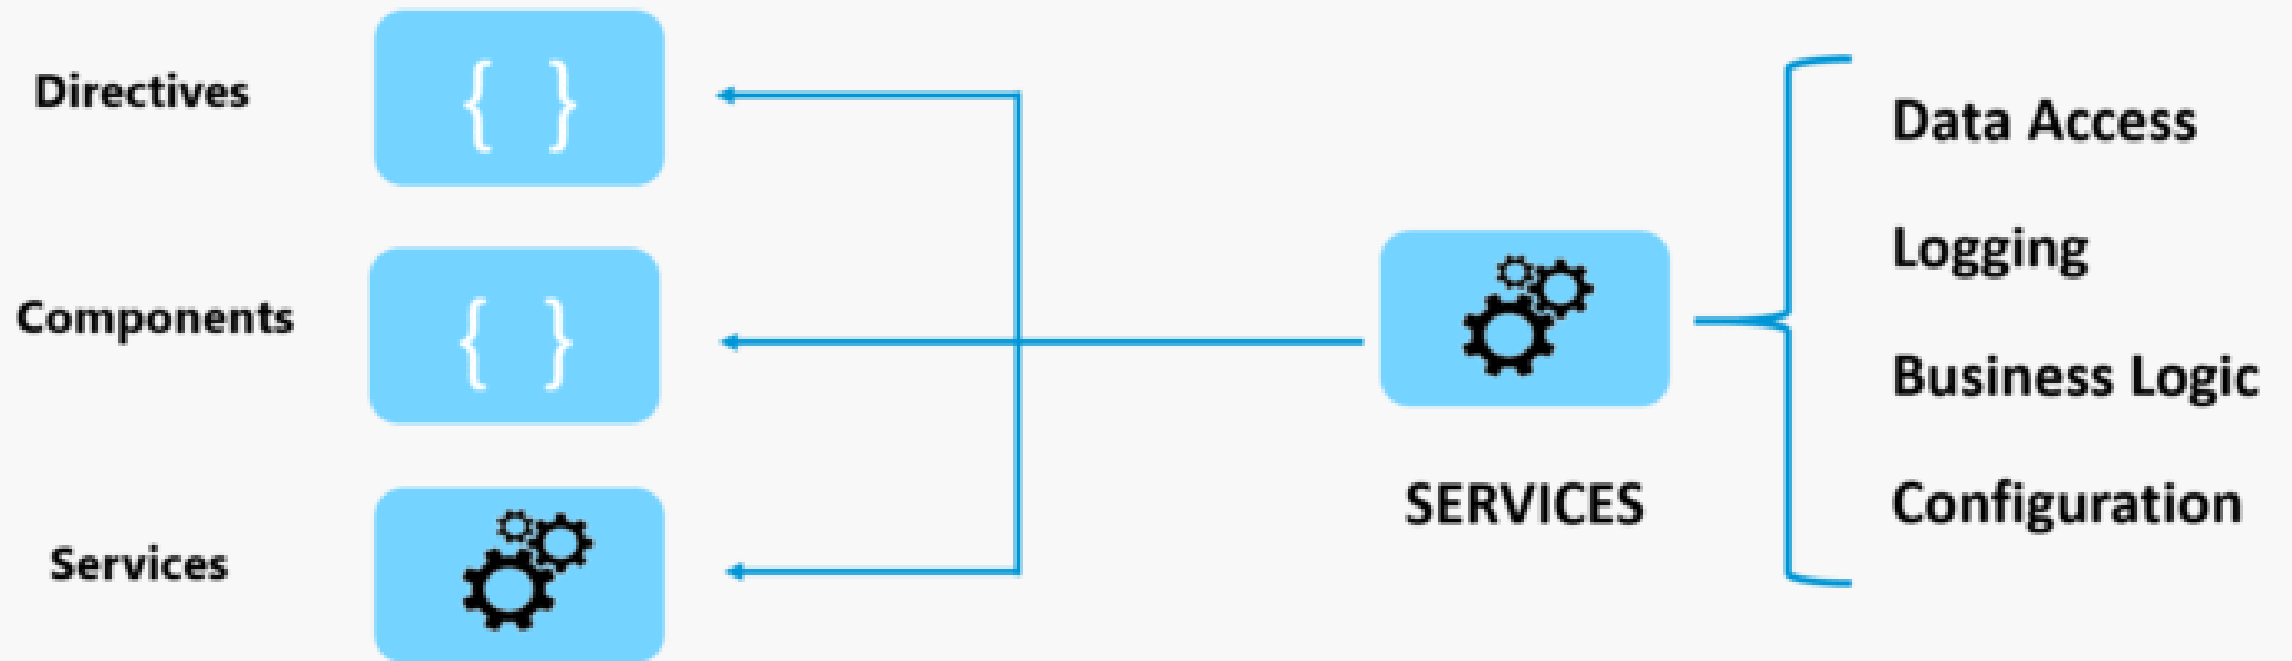 Directives
{ }
Components
{ }
Services
SERVICES
Data Access
Logging
Business Logic
Configuration